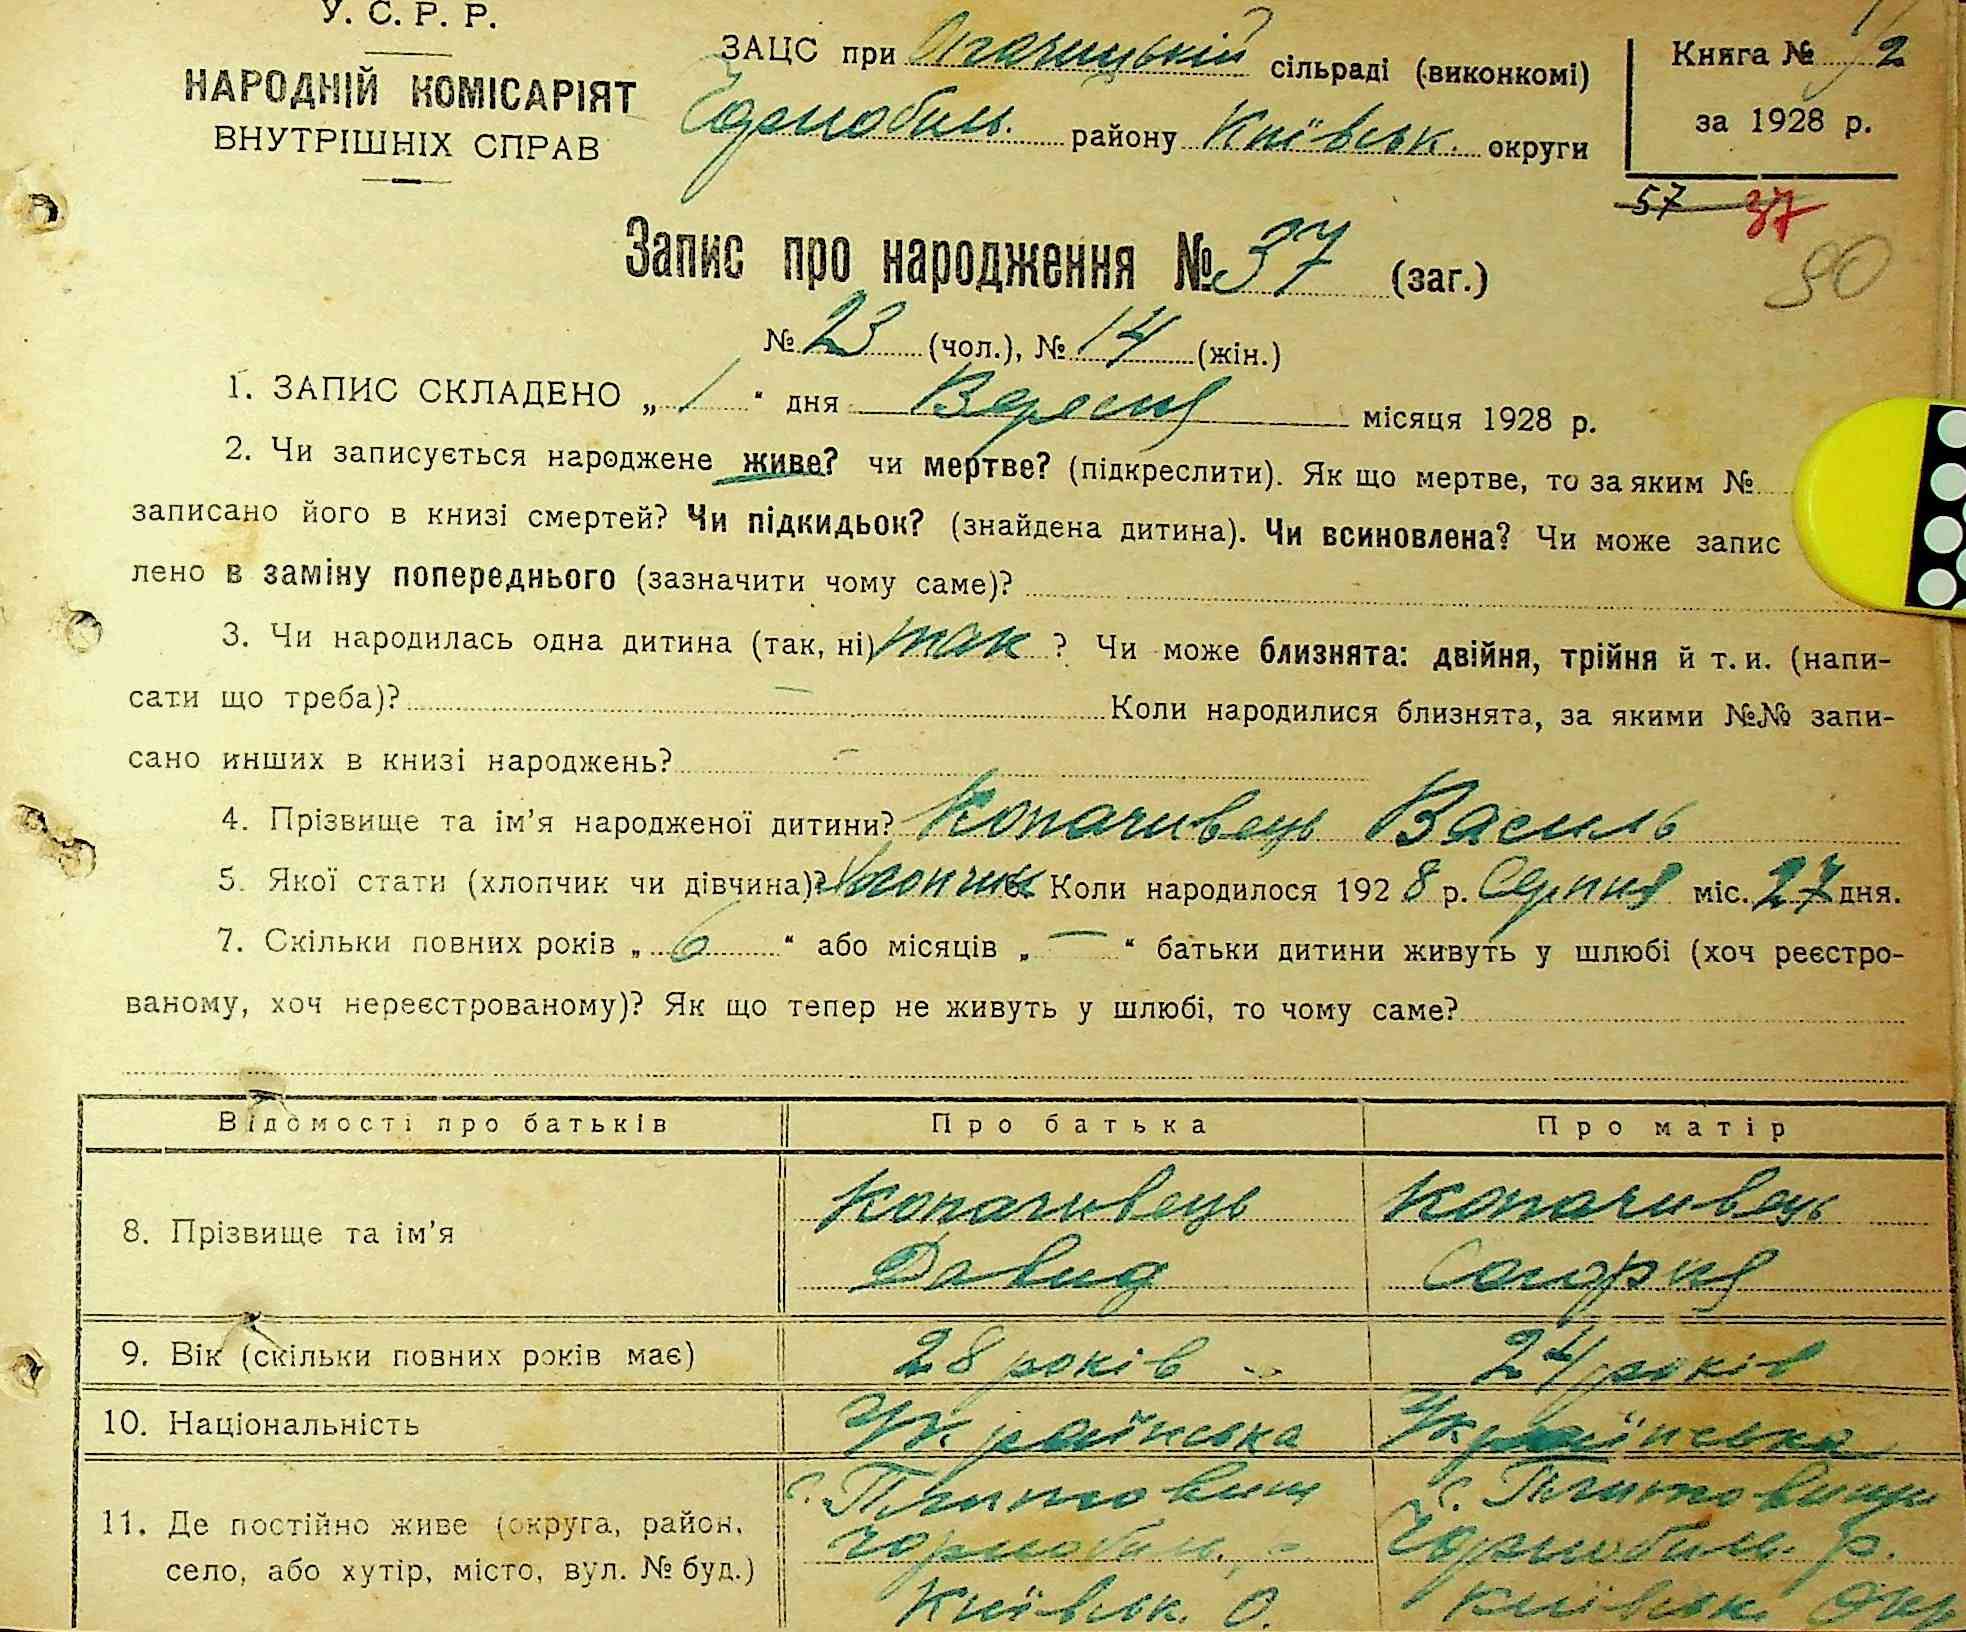 У. С. Р. Р.
НАРОДНІЙ КОМІСАРІЯТ
ВНУТРІШНІХ СПРАВ
ЗАЦС при сільраді (виконкомі)
Чорнобил. району Київськ. округи
Книга № 1/2
за 1928 р.
57 37
90
Запис про народження № 37 (заг.)
№ 23 (чол.), № 14 (жін.)
1. ЗАПИС СКЛАДЕНО „ 1 “ дня Вересня місяця 1928 р.
2. Чи записується народжене живе? чи мертве? (підкреслити). Як що мертве, то за яким №
записано його в книзі смертей? Чи підкидьок? (знайдена дитина). Чи всиновлена? Чи може запис
лено в заміну попереднього (зазначити чому саме)?
3. Чи народилась одна дитина (так, ні) так ? Чи може близнята: двійня, трійня й т. и. (напи-
сати що треба)? — Коли народилися близнята, за якими №№ запи-
сано инших в книзі народжень? —
4. Прізвище та ім’я народженої дитини? Копачивець Василь
5. Якої стати (хлопчик чи дівчина)? Хлопчик Коли народилося 1928 р. Серпня міс. 27 дня.
7. Скільки повних років „ 6 “ або місяців „ — “ батьки дитини живуть у шлюбі (хоч реєстро-
ваному, хоч нереєстрованому)? Як що тепер не живуть у шлюбі, то чому саме?
Відомості про батьків Про батька Про матір
8. Прізвище та ім’я Копачивець Давид Копачивець
9. Вік (скільки повних років має) 28 років 24 років
10. Національність Українська Українська
11. Де постійно живе (округа, район, село, або хутір, місто, вул. № буд.) с. Плитовищ Чорнобил. р. Київськ. О. с. Плитовищи Чорнобил. р. Київськ Окр